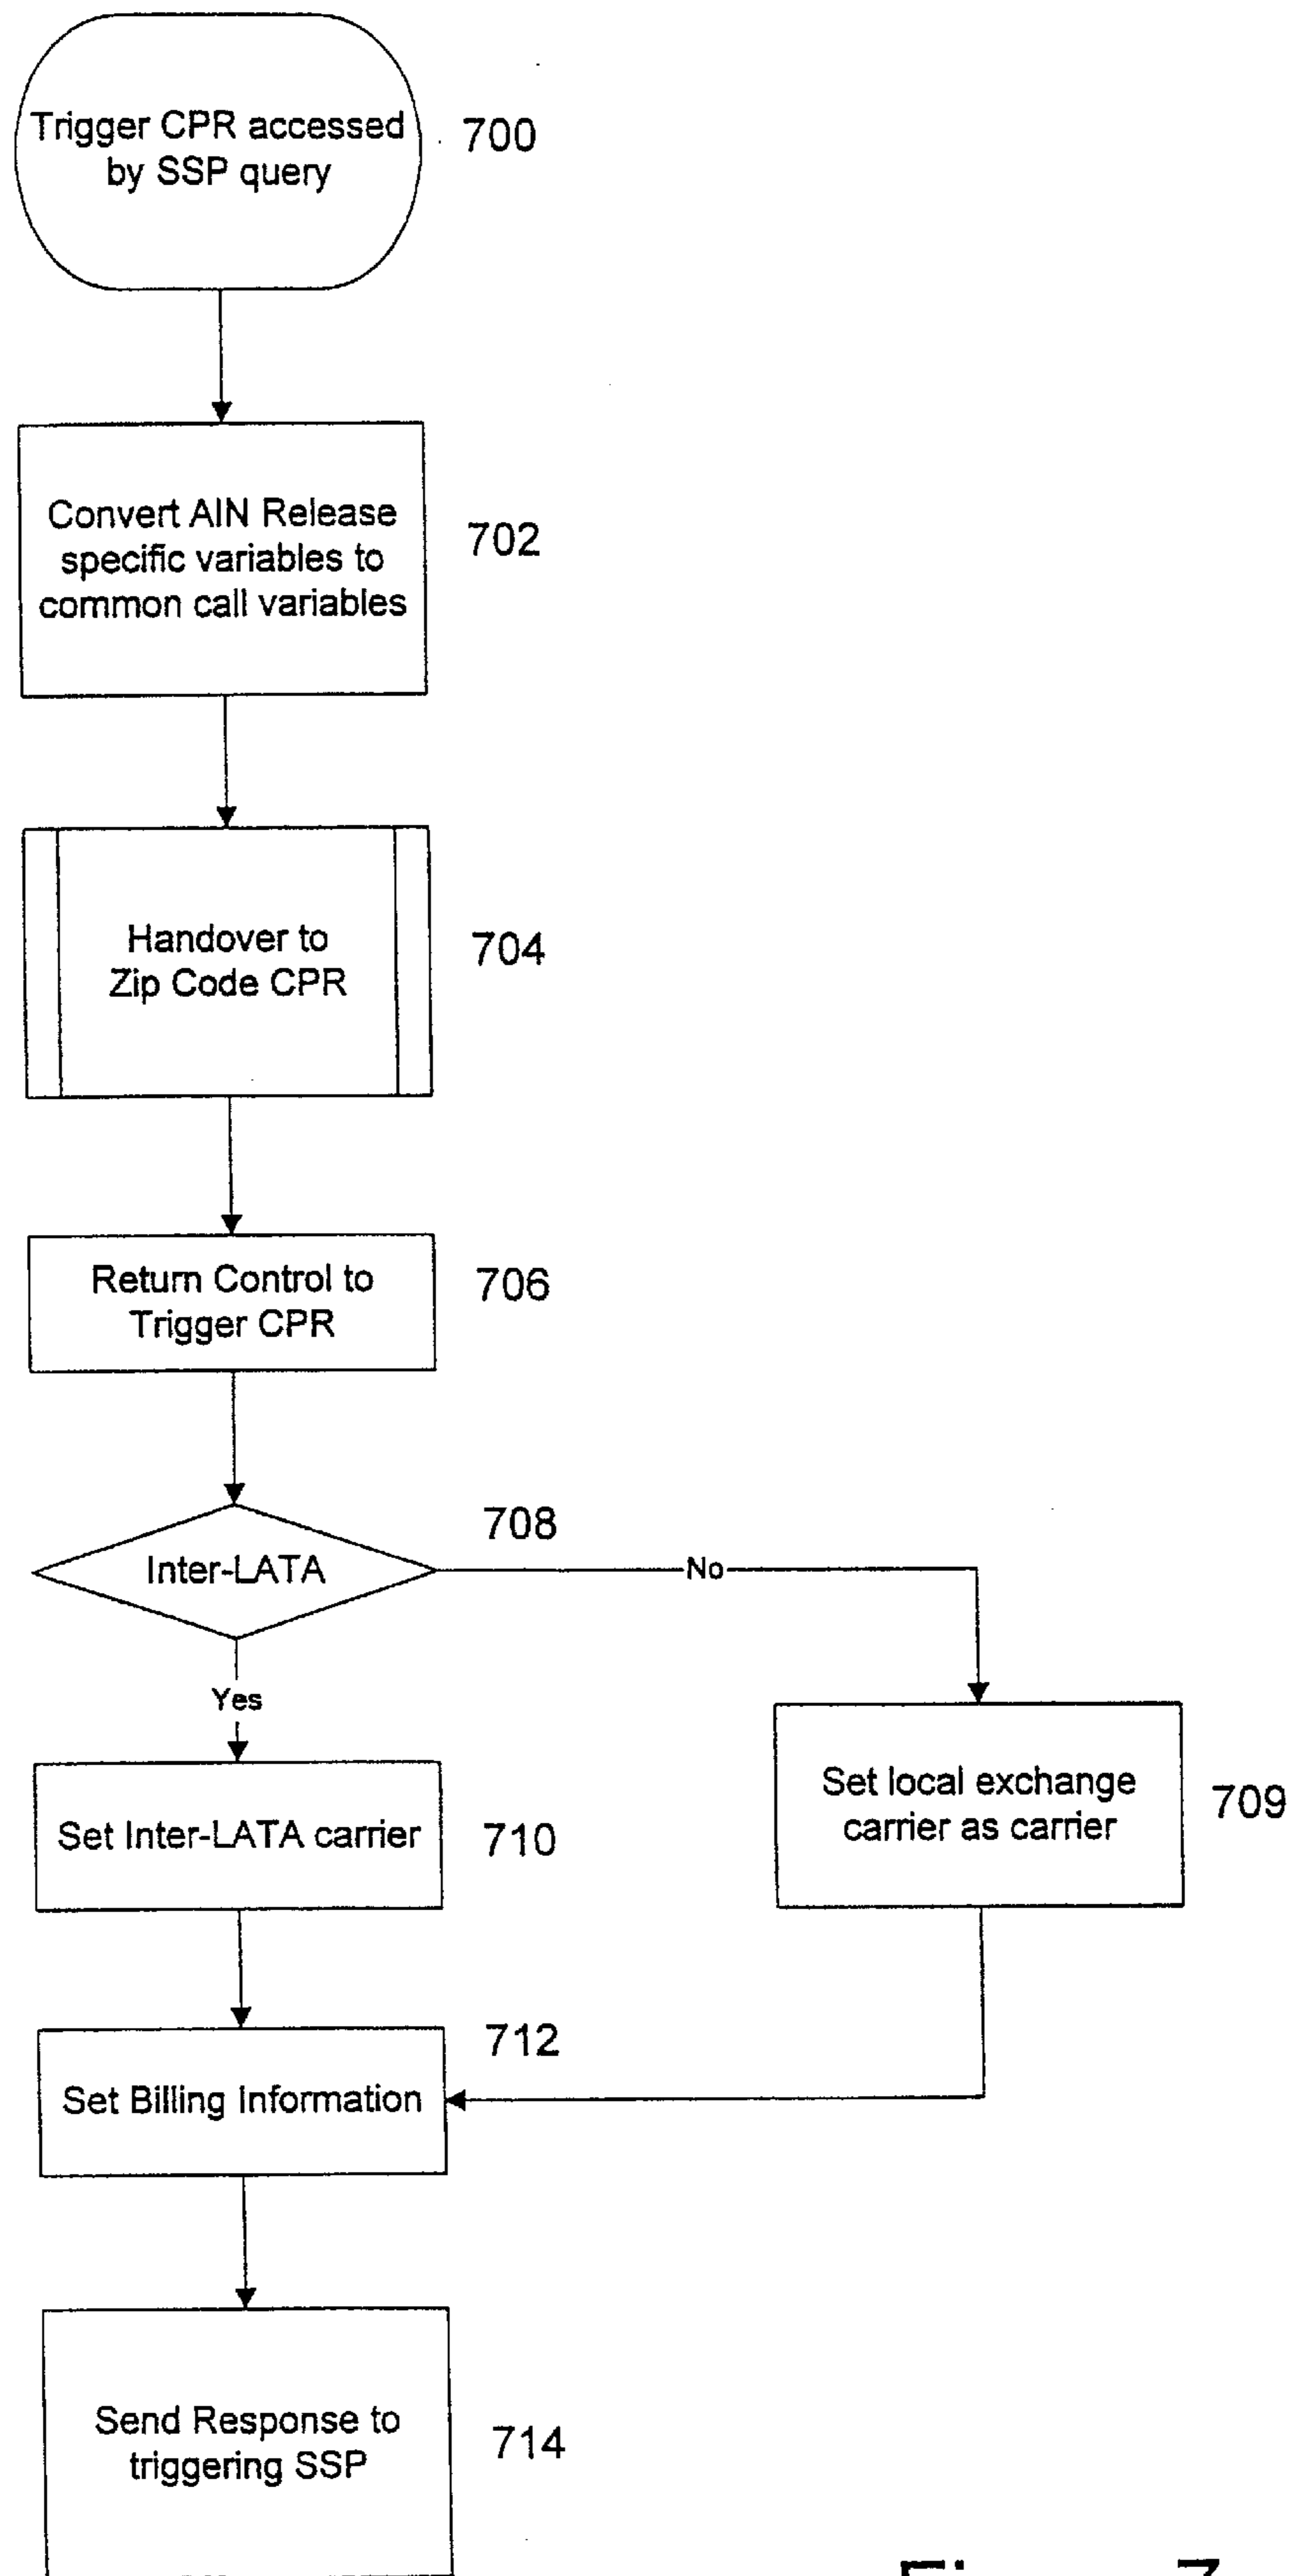 Trigger CPR accessed
by SSP query
700
Convert AIN Release
specific variables to
common call variables
702
Handover to
Zip Code CPR
704
Return Control to
Trigger CPR
706
Inter-LATA
708
No
Yes
Set local exchange
carrier as carrier
709
Set Inter-LATA carrier
710
Set Billing Information
712
Send Response to
triggering SSP
714